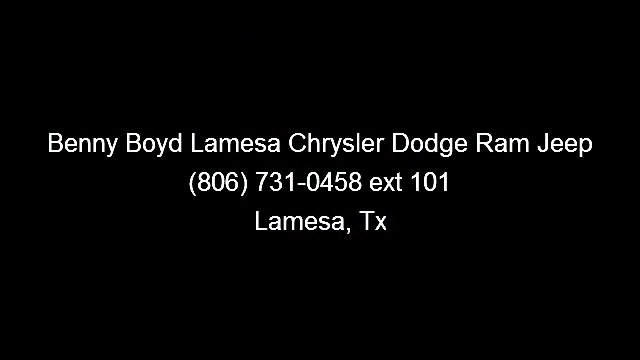 Benny Boyd Lamesa Chrysler Dodge Ram Jeep
(806) 731-0458 ext 101
Lamesa, Tx